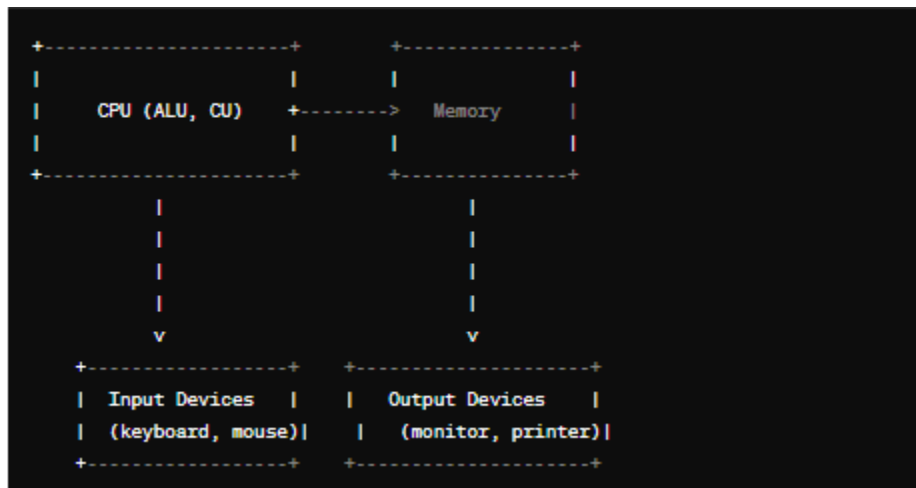 CPU (ALU, CU) Memory
Input Devices Output Devices
(keyboard, mouse) (monitor, printer)